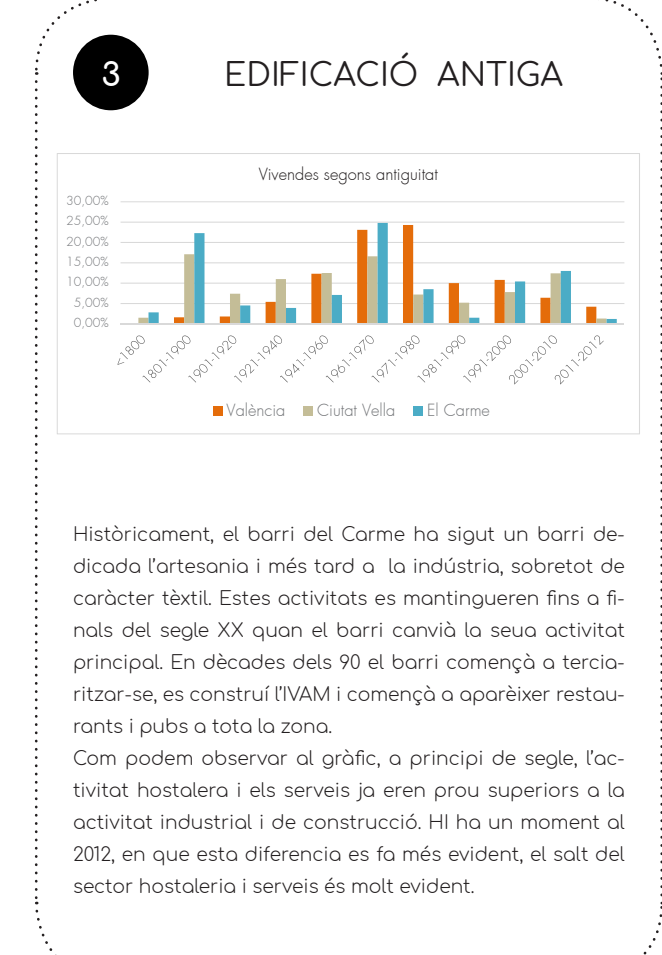 3
EDIFICACIÓ ANTIGA
Vivendes segons antiguitat
30,00%
25,00%
20,00%
15,00%
10,00%
5,00%
0,00%
<1800
1801-1900
1901-1920
1921-1940
1941-1960
1961-1970
1971-1980
1981-1990
1991-2000
2001-2010
2011-2012
València Ciutat Vella El Carme
Històricament, el barri del Carme ha sigut un barri de-
dicada l'artesania i més tard a la indústria, sobretot de
caràcter tèxtil. Estes activitats es mantingueren fins a fi-
nals del segle XX quan el barri canvià la seua activitat
principal. En dècades dels 90 el barri començà a tercia-
ritzar-se, es construí l'IVAM i començà a aparèixer restau-
rants i pubs a tota la zona.
Com podem observar al gràfic, a principi de segle, l'ac-
tivitat hostalera i els serveis ja eren prou superiors a la
activitat industrial i de construcció. HI ha un moment al
2012, en que esta diferencia es fa més evident, el salt del
sector hostaleria i serveis és molt evident.